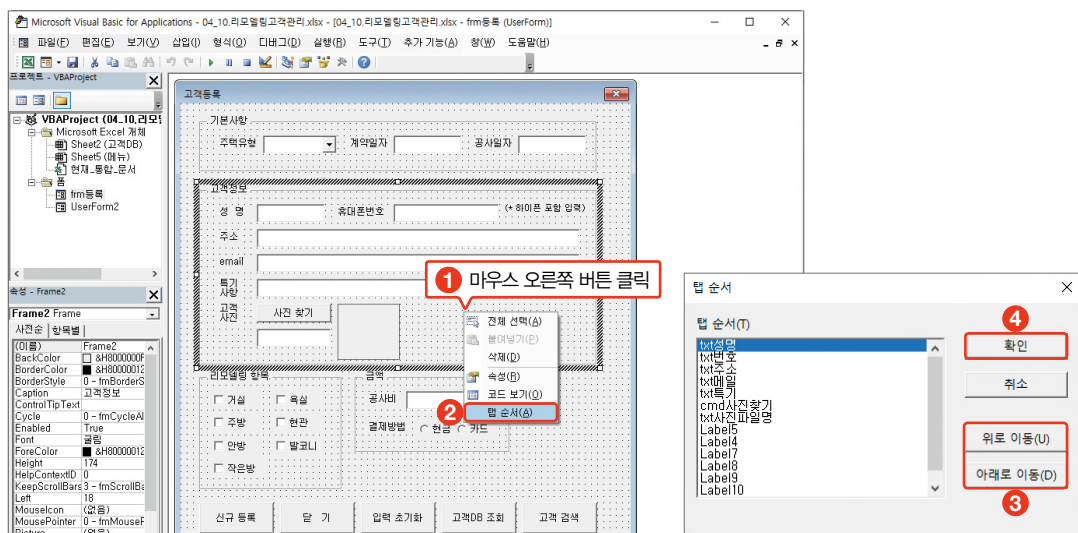 Microsoft Visual Basic for Applications - 04_10.리모델링고객관리.xlsx - [04_10.리모델링고객관리.xlsx - frm등록 (UserForm)]
파일(F) 편집(E) 보기(V) 삽입(I) 형식(O) 디버그(D) 실행(R) 도구(T) 추가 기능(A) 창(W) 도움말(H)
프로젝트 - VBAProject
VBAProject (04_10.리모
Microsoft Excel 개체
Sheet2 (고객DB)
Sheet5 (메뉴)
현재_통합_문서
폼
frm등록
UserForm2
속성 - Frame2
Frame2 Frame
사전순 항목별
(이름) Frame2
BackColor &H8000000F
BorderColor &H80000012
BorderStyle 0 - fmBorderS
Caption 고객정보
ControlTipText
Cycle 0 - fmCycleAl
Enabled True
Font 굴림
ForeColor &H80000012
Height 174
HelpContextID 0
KeepScrollBars 3 - fmScrollBa
Left 18
MouseIcon (없음)
MousePointer 0 - fmMouseP
Picture (없음)
고객등록
기본사항
주택유형 계약일자 공사일자
고객정보
성 명 휴대폰번호 (* 하이픈 포함 입력)
주소
email
특기
사항
고객
사진
사진 찾기
1 마우스 오른쪽 버튼 클릭
전체 선택(A)
붙여넣기(P)
삭제(D)
속성(R)
코드 보기(O)
2 탭 순서(A)
리모델링 항목
거실 욕실
주방 현관
안방 발코니
작은방
금액
공사비
결제방법 현금 카드
신규 등록 닫 기 입력 초기화 고객DB 조회 고객 검색
탭 순서
탭 순서(T)
txt성명
txt번호
txt주소
txt메일
txt특기
cmd사진찾기
txt사진파일명
Label5
Label4
Label7
Label8
Label9
Label10
4
확인
취소
위로 이동(U)
아래로 이동(D)
3